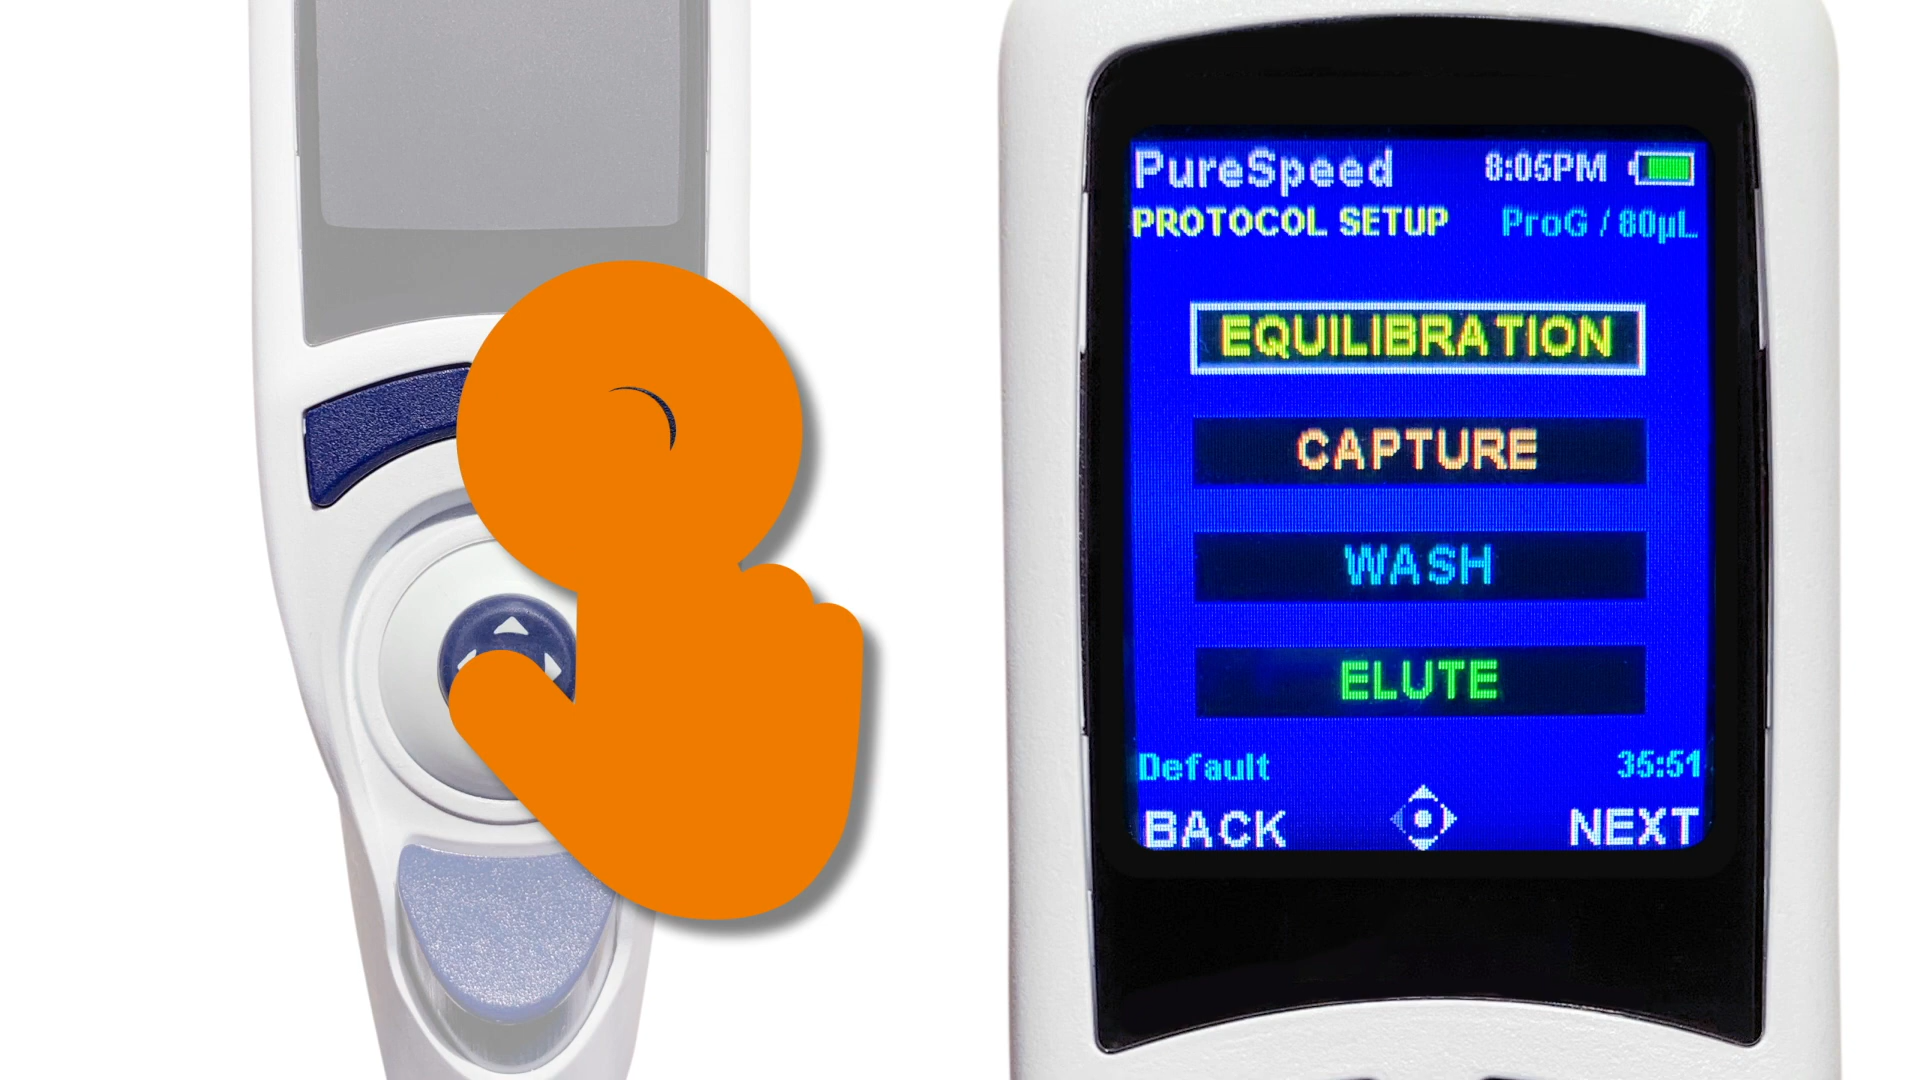 PureSpeed 8:05PM
PROTOCOL SETUP ProG / 80µL
EQUILIBRATION
CAPTURE
WASH
ELUTE
Default 35:51
BACK NEXT